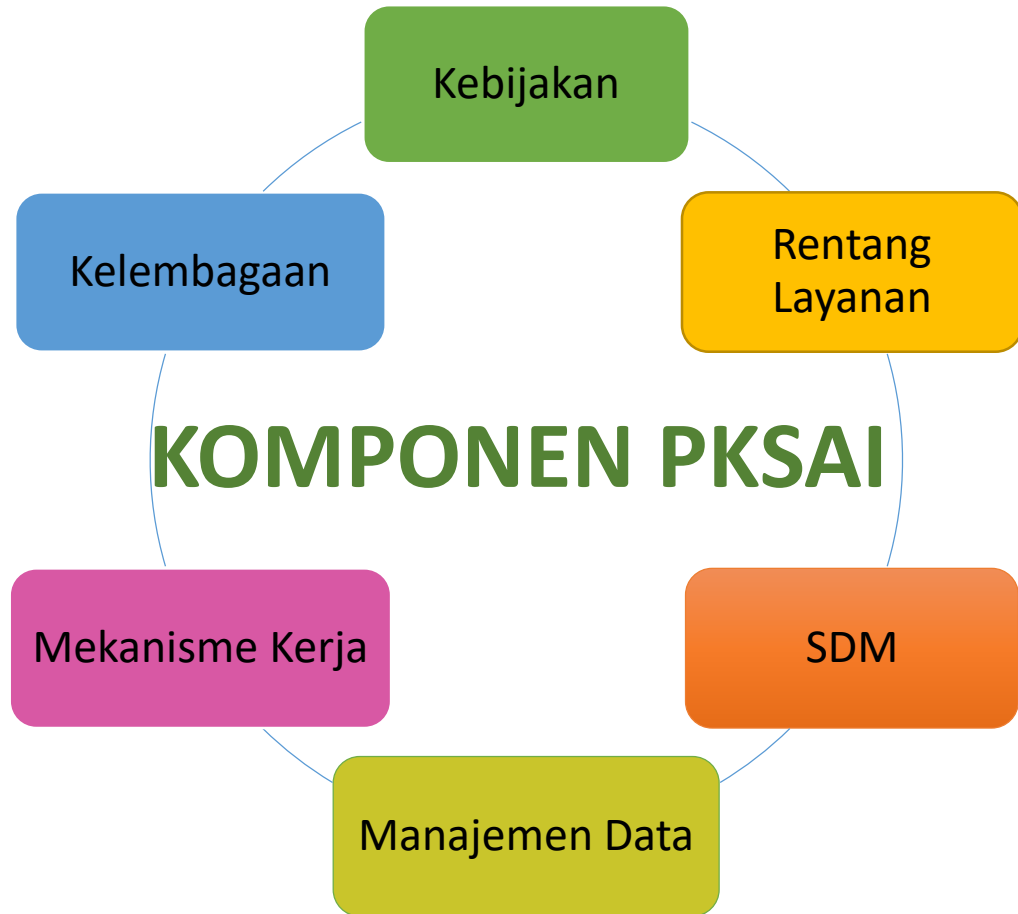 Kebijakan
Rentang
Layanan
Kelembagaan
KOMPONEN PKSAI
Mekanisme Kerja
SDM
Manajemen Data